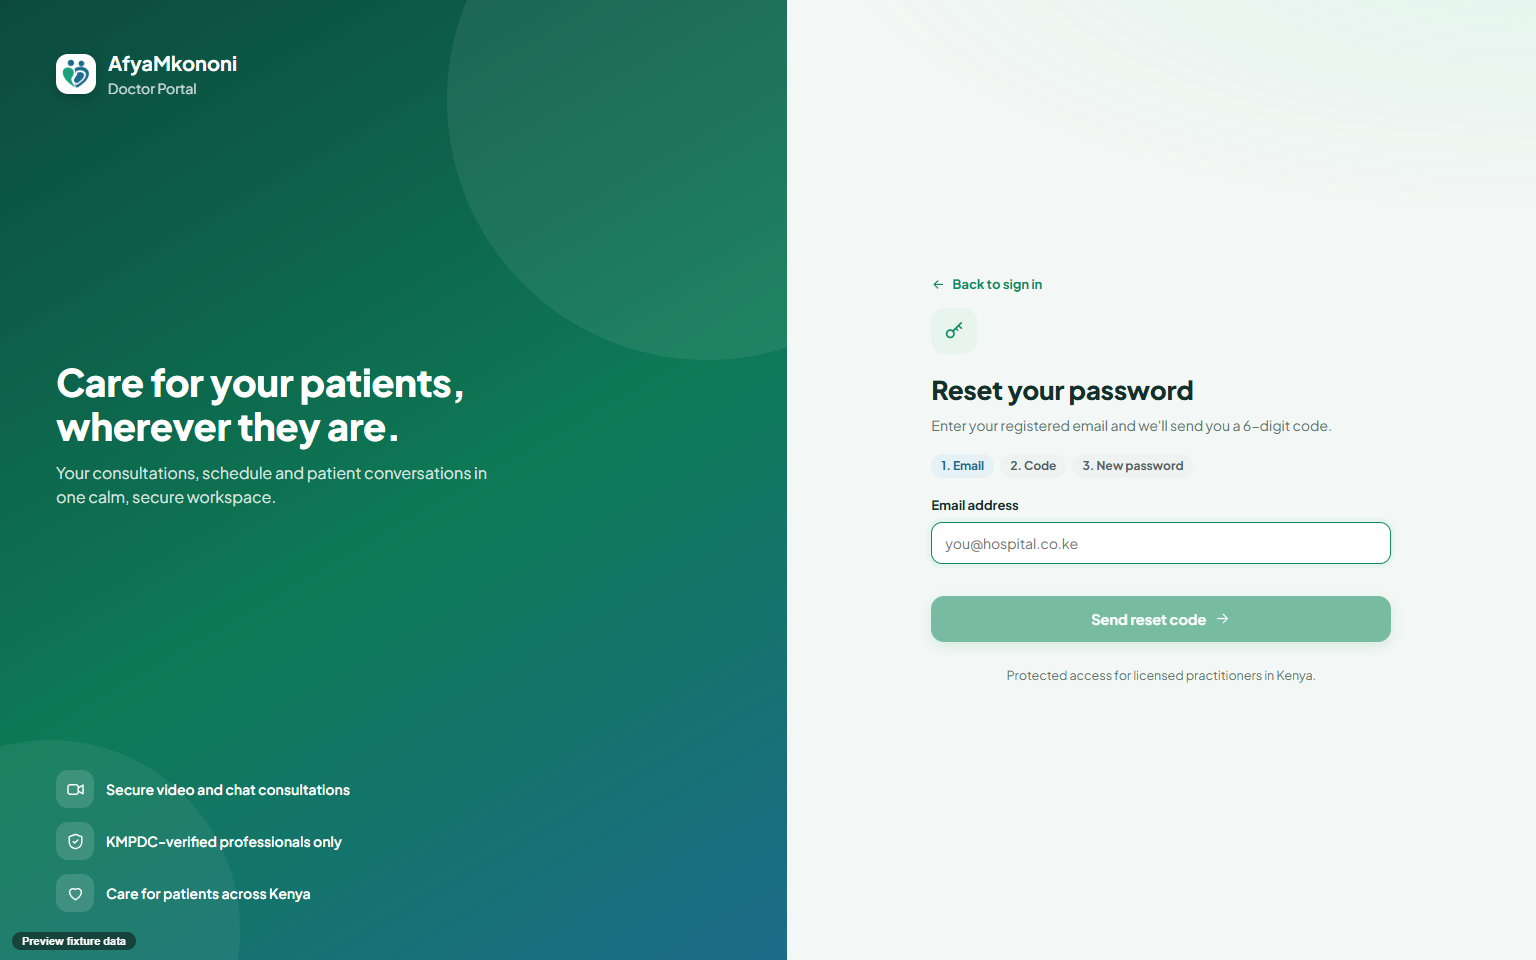 AfyaMkononi
Doctor Portal
Care for your patients,
wherever they are.
Your consultations, schedule and patient conversations in
one calm, secure workspace.
Secure video and chat consultations
KMPDC-verified professionals only
Care for patients across Kenya
Preview fixture data
Back to sign in
Reset your password
Enter your registered email and we'll send you a 6-digit code.
1. Email 2. Code 3. New password
Email address
you@hospital.co.ke
Send reset code
Protected access for licensed practitioners in Kenya.